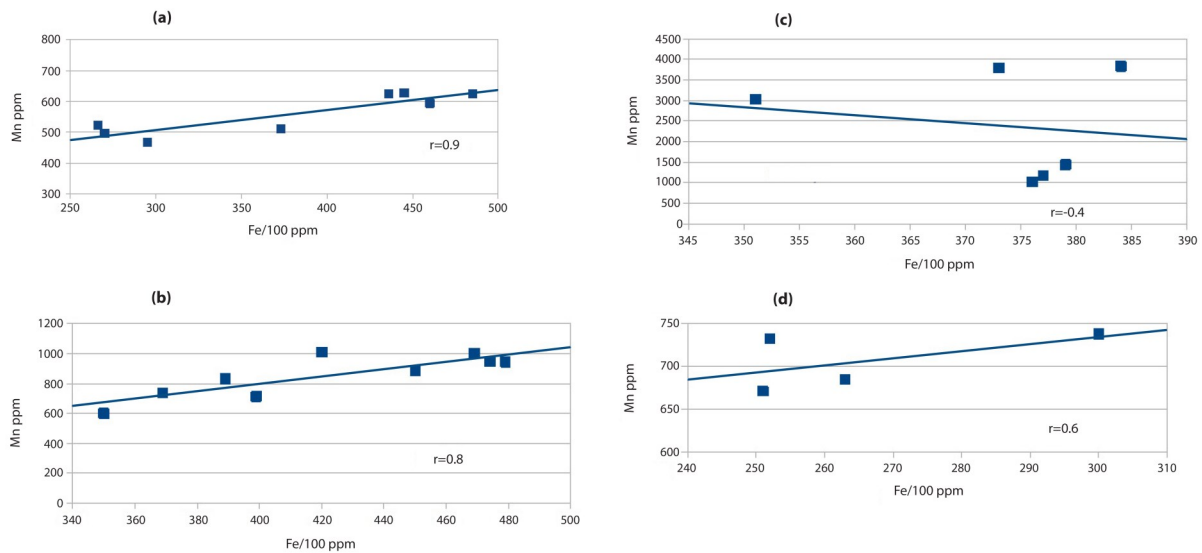 (a)
800
700
600
500
400
300
250 300 350 400 450 500
Mn ppm
Fe/100 ppm
r=0.9
(c)
4500
4000
3500
3000
2500
2000
1500
1000
500
0
345 350 355 360 365 370 375 380 385 390
Mn ppm
Fe/100 ppm
r=-0.4
(b)
1200
1000
800
600
400
200
0
340 360 380 400 420 440 460 480 500
Mn ppm
Fe/100 ppm
r=0.8
(d)
750
700
650
600
240 250 260 270 280 290 300 310
Mn ppm
Fe/100 ppm
r=0.6